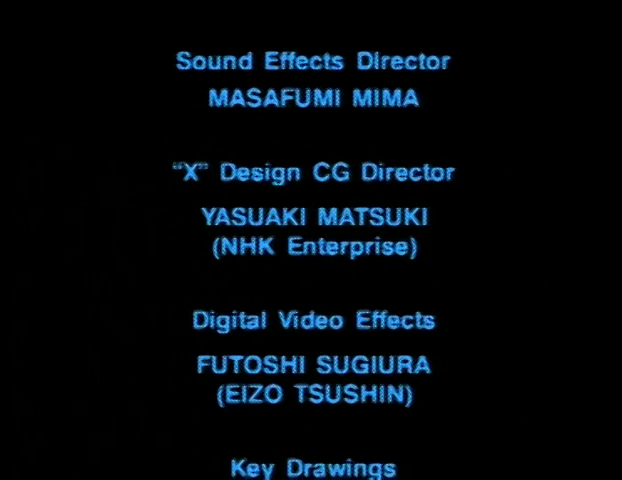 Sound Effects Director
MASAFUMI MIMA
"X" Design CG Director
YASUAKI MATSUKI
(NHK Enterprise)
Digital Video Effects
FUTOSHI SUGIURA
(EIZO TSUSHIN)
Key Drawings